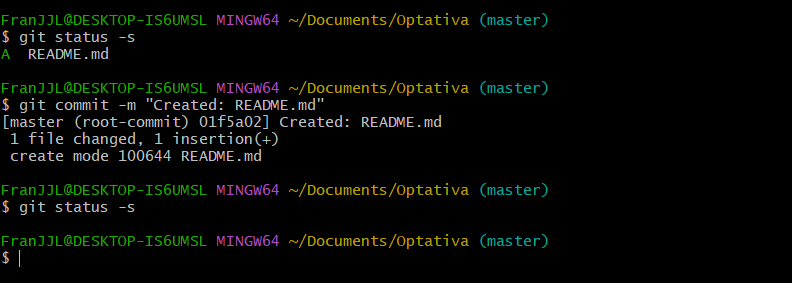 FranJJL@DESKTOP-IS6UMSL MINGW64 ~/Documents/Optativa (master)
$ git status -s
A  README.md
FranJJL@DESKTOP-IS6UMSL MINGW64 ~/Documents/Optativa (master)
$ git commit -m "Created: README.md"
[master (root-commit) 01f5a02] Created: README.md
 1 file changed, 1 insertion(+)
 create mode 100644 README.md
FranJJL@DESKTOP-IS6UMSL MINGW64 ~/Documents/Optativa (master)
$ git status -s
FranJJL@DESKTOP-IS6UMSL MINGW64 ~/Documents/Optativa (master)
$